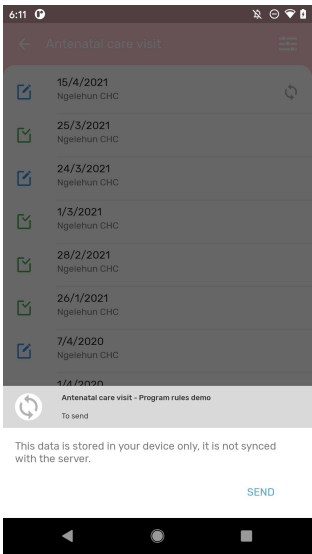 6:11
Antenatal care visit
15/4/2021
Ngelehun CHC
25/3/2021
Ngelehun CHC
24/3/2021
Ngelehun CHC
1/3/2021
Ngelehun CHC
28/2/2021
Ngelehun CHC
26/1/2021
Ngelehun CHC
7/4/2020
Ngelehun CHC
1/4/2020
Antenatal care visit - Program rules demo
To send
This data is stored in your device only, it is not synced
with the server.
SEND